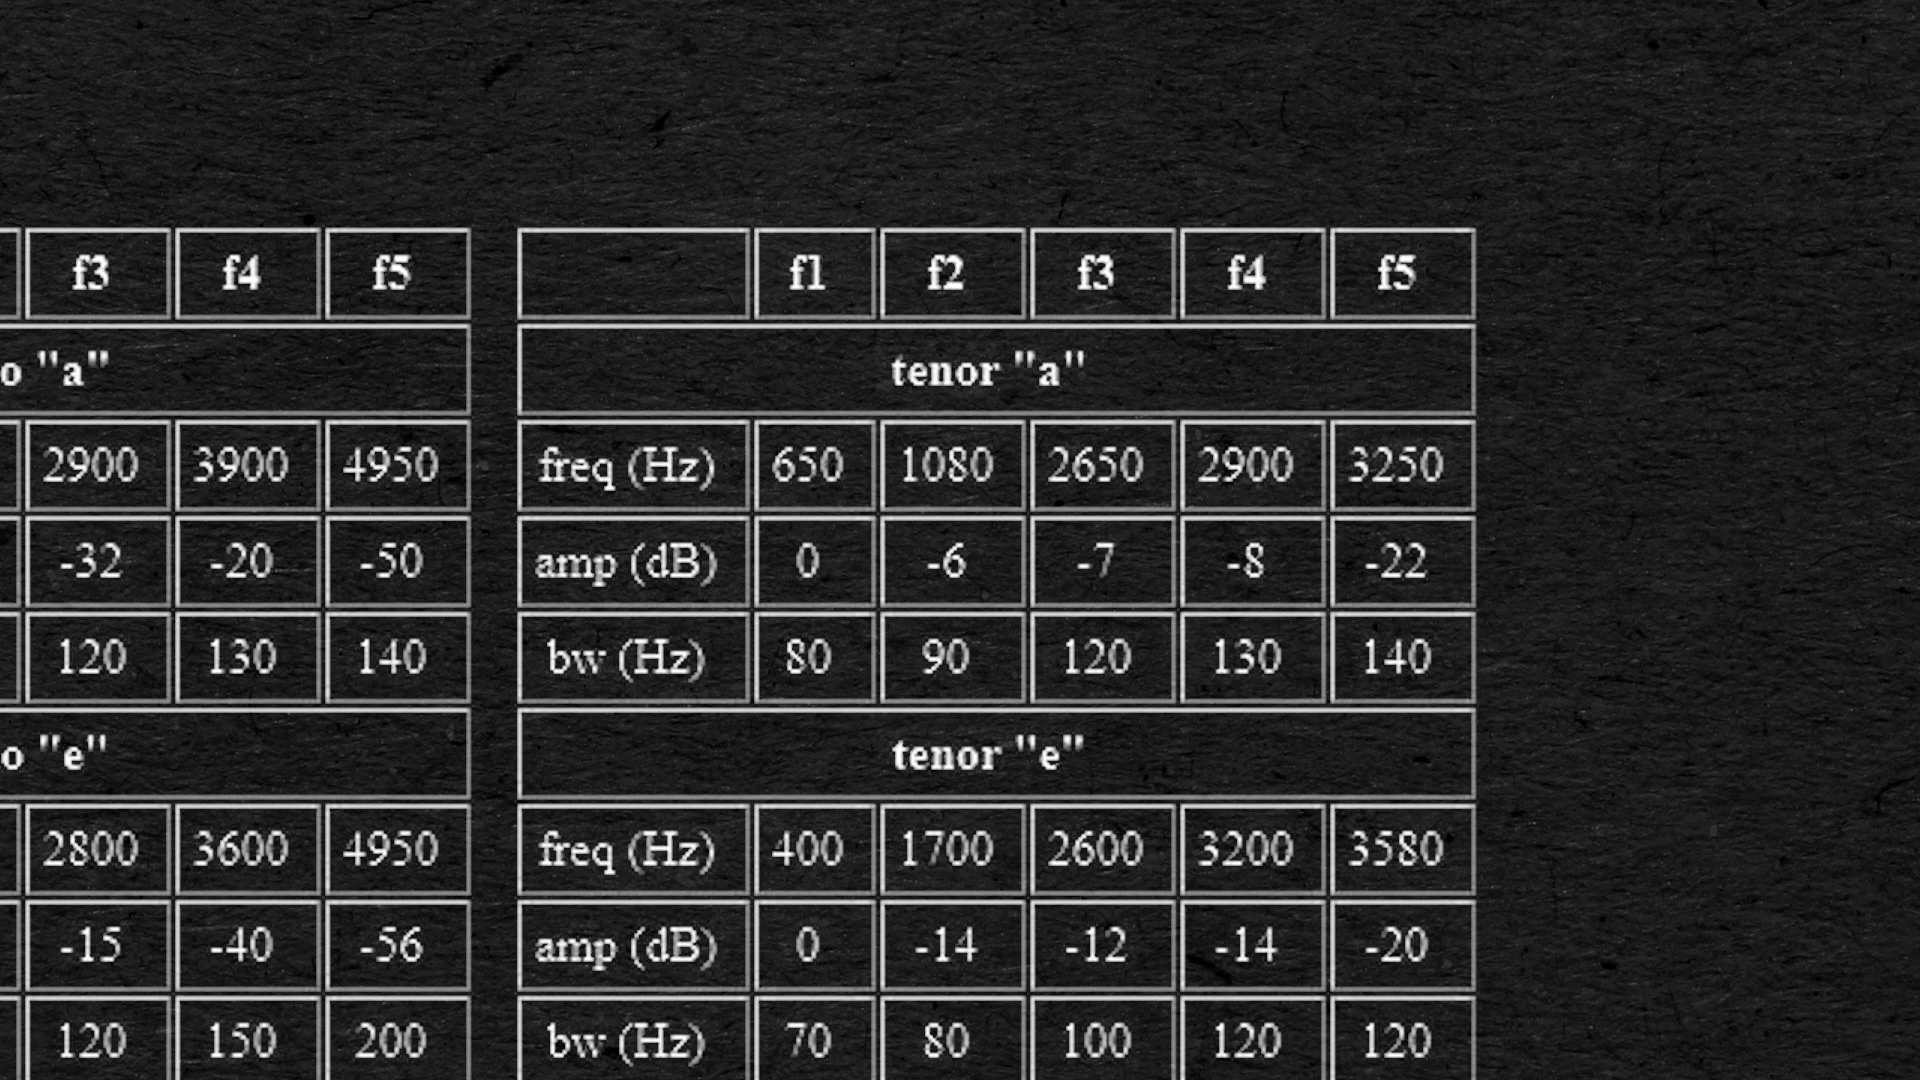 f3 f4 f5
o "a"
2900 3900 4950
-32 -20 -50
120 130 140
o "e"
2800 3600 4950
-15 -40 -56
120 150 200
f1 f2 f3 f4 f5
tenor "a"
freq (Hz) 650 1080 2650 2900 3250
amp (dB) 0 -6 -7 -8 -22
bw (Hz) 80 90 120 130 140
tenor "e"
freq (Hz) 400 1700 2600 3200 3580
amp (dB) 0 -14 -12 -14 -20
bw (Hz) 70 80 100 120 120